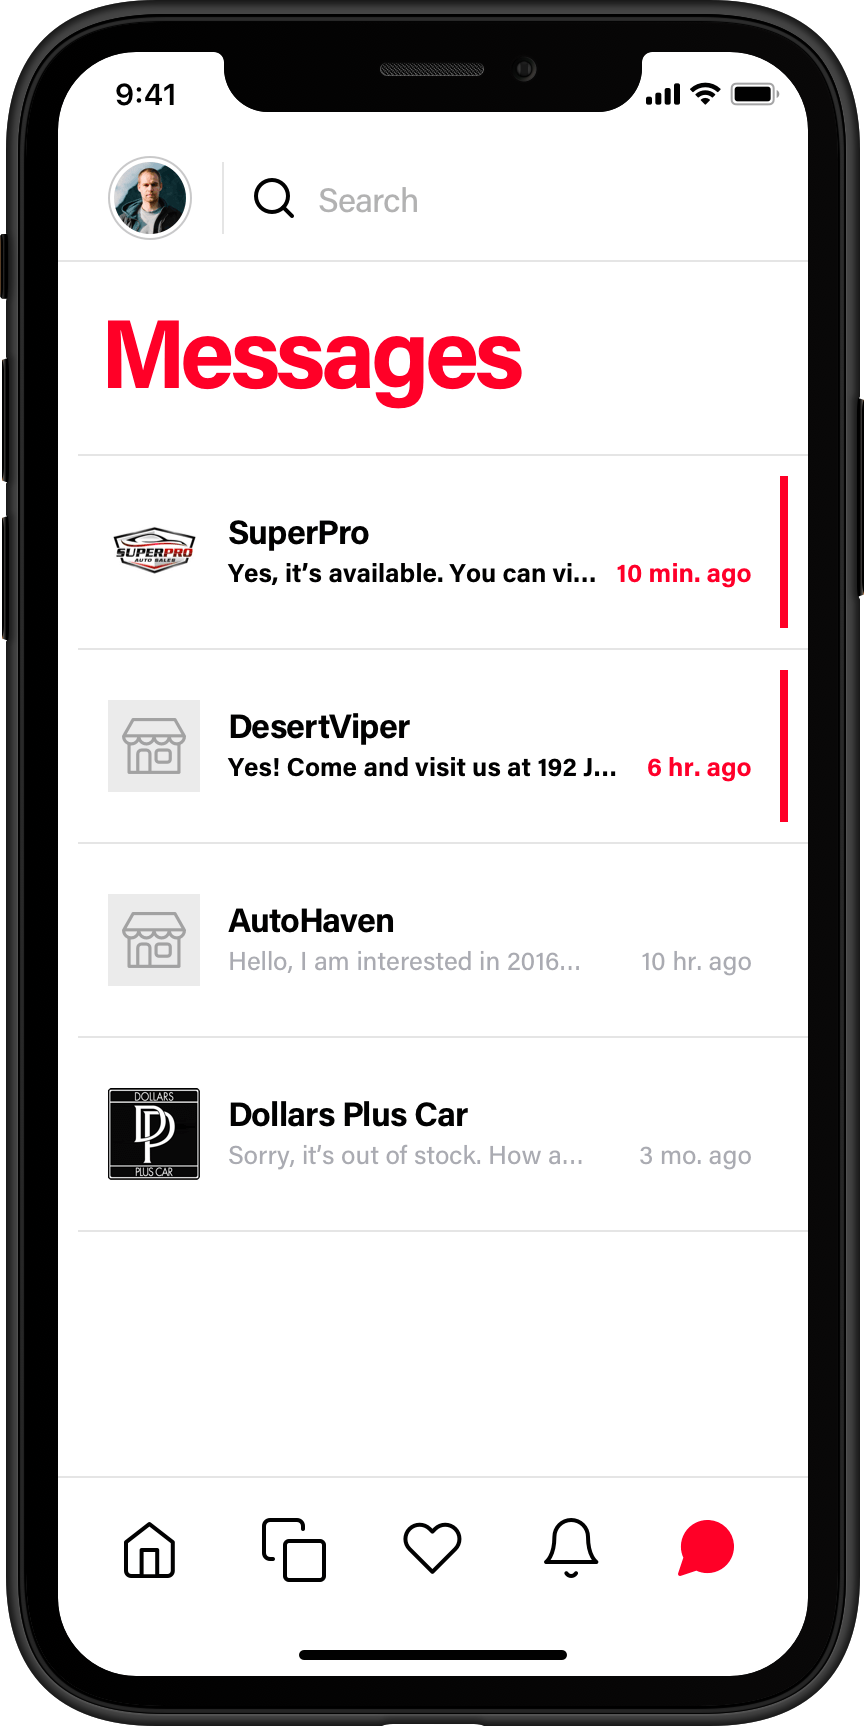 9:41
Search
Messages
SUPERPRO
AUTO SALES
SuperPro
Yes, it’s available. You can vi... 10 min. ago
DesertViper
Yes! Come and visit us at 192 J... 6 hr. ago
AutoHaven
Hello, I am interested in 2016... 10 hr. ago
DOLLARS
DP
PLUS CAR
Dollars Plus Car
Sorry, it’s out of stock. How a... 3 mo. ago